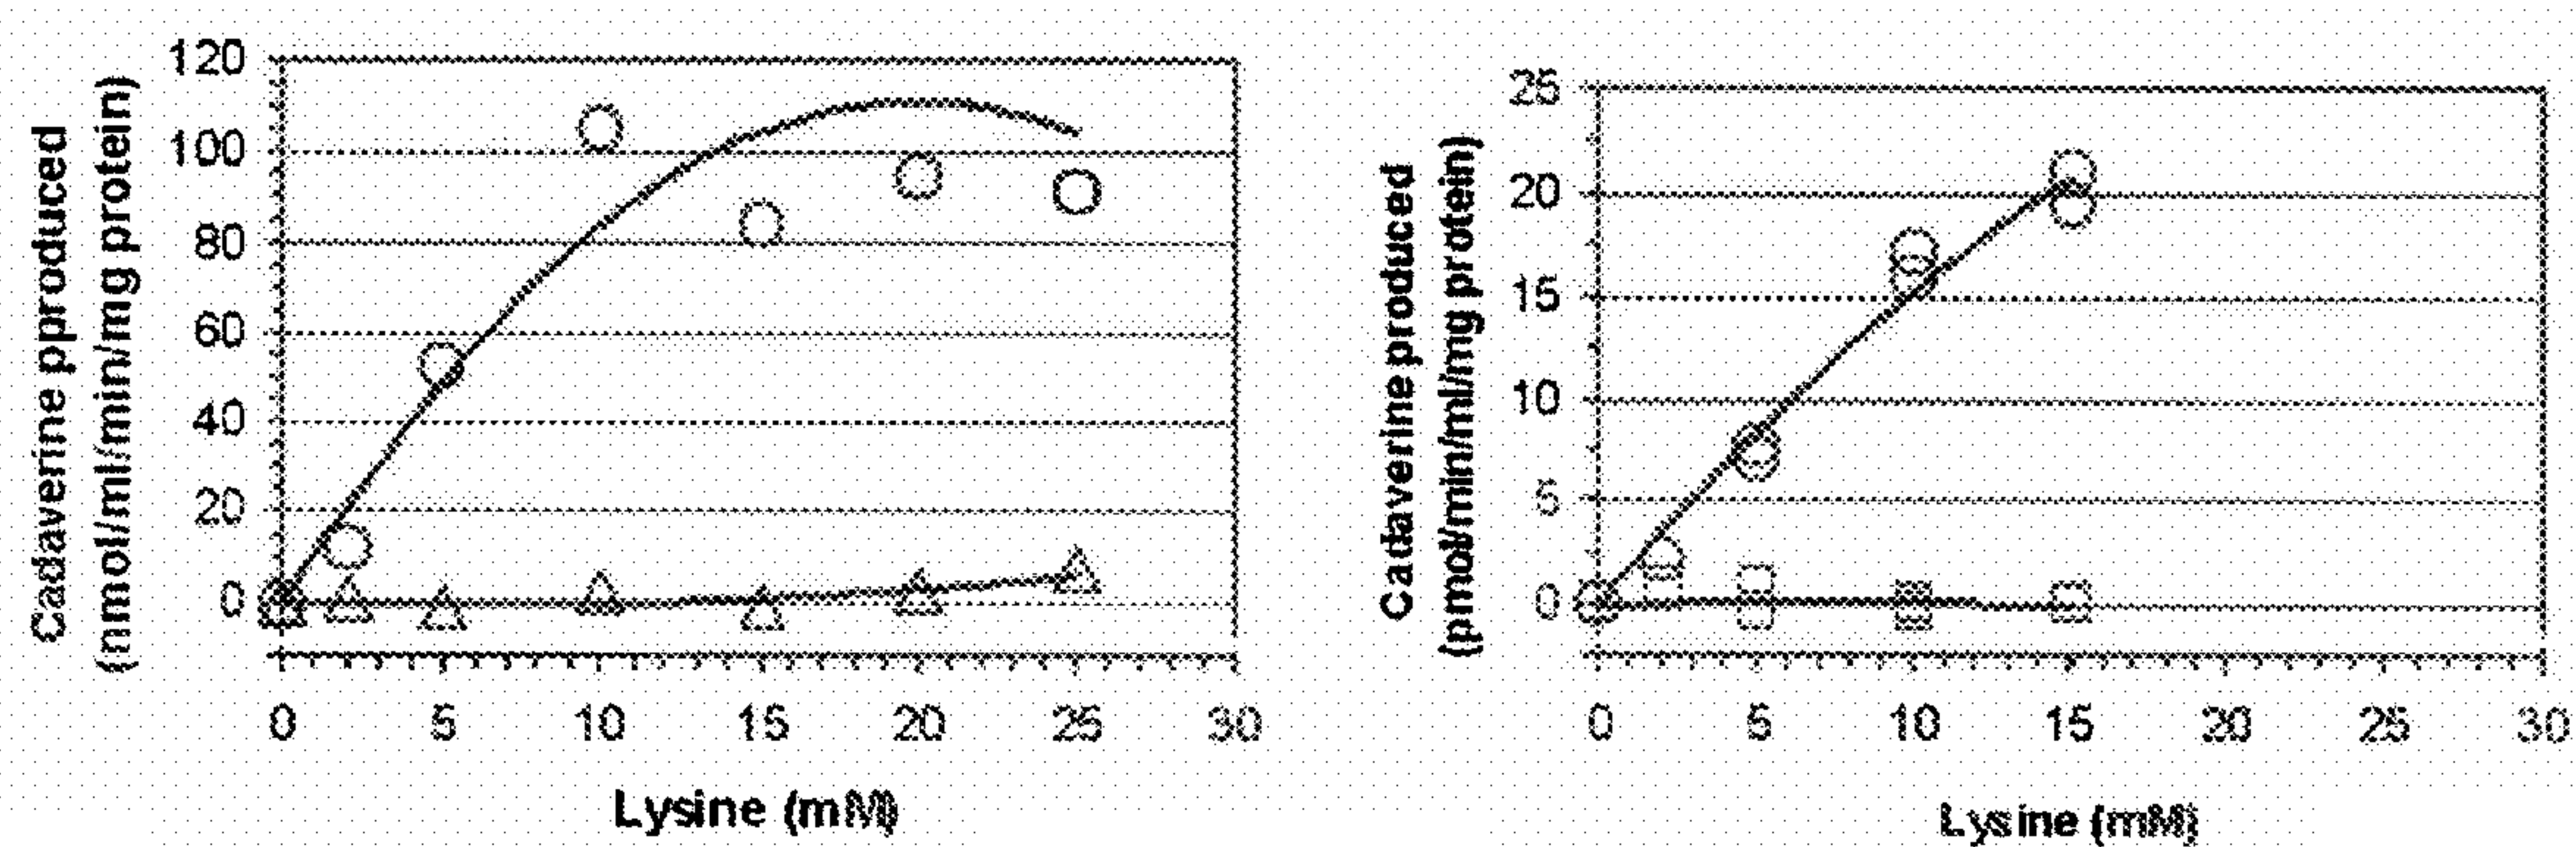 Cadaverine pproduced
(nmol/ml/min/mg protein)
120
100
80
60
40
20
0
0 5 10 15 20 25 30
Lysine (mM)
Cadaverine produced
(pmol/min/ml/mg protein)
25
20
15
10
5
0
0 5 10 15 20 25 30
Lysine (mM)